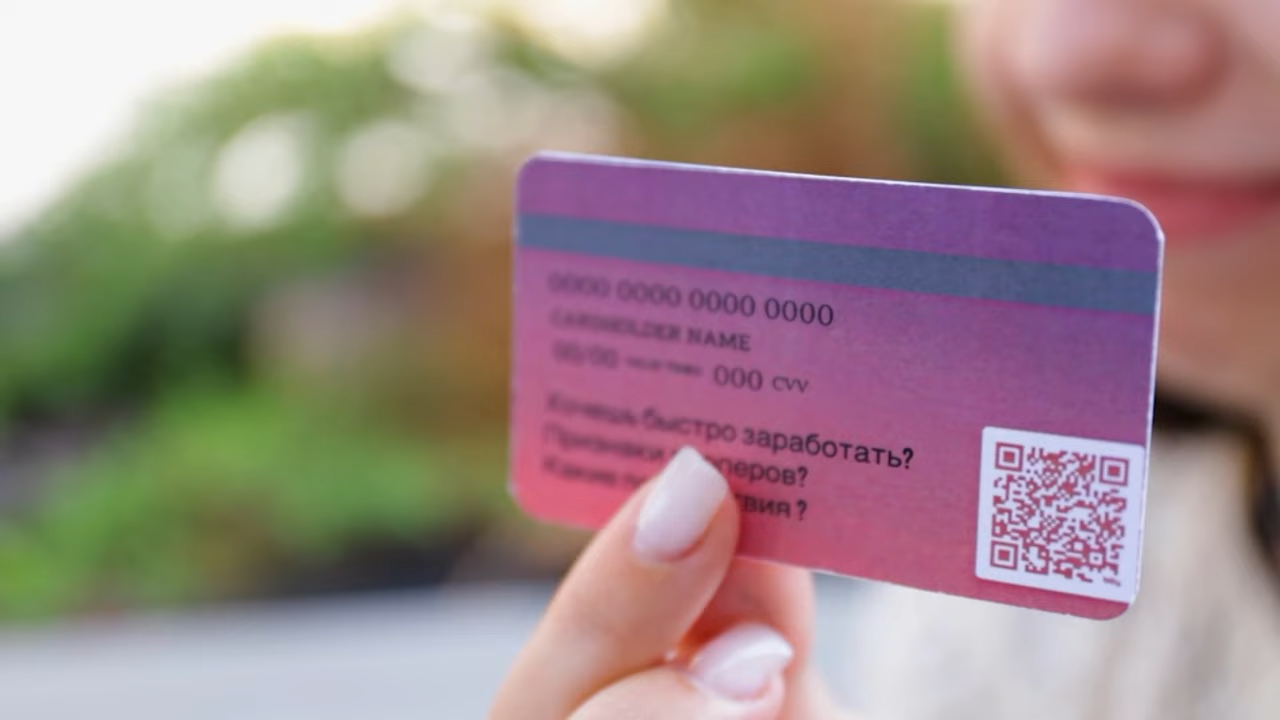 0000 0000 0000 0000
CARDHOLDER NAME
00/00 000 CVV
Хочешь быстро заработать?
Признаки
Какие ?